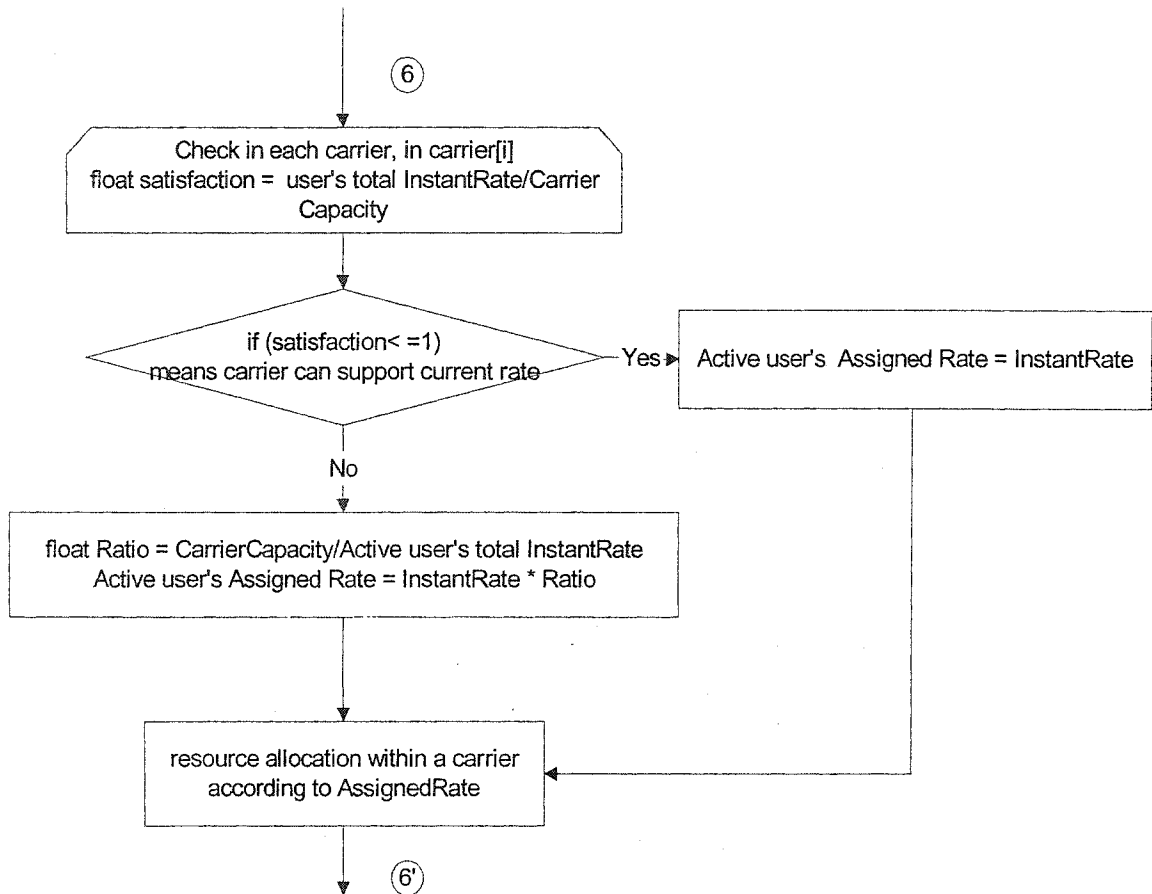 6
Check in each carrier, in carrier[i]
float satisfaction = user's total InstantRate/Carrier
Capacity
if (satisfaction< =1)
means carrier can support current rate
Yes
Active user's Assigned Rate = InstantRate
No
float Ratio = CarrierCapacity/Active user's total InstantRate
Active user's Assigned Rate = InstantRate * Ratio
resource allocation within a carrier
according to AssignedRate
6'